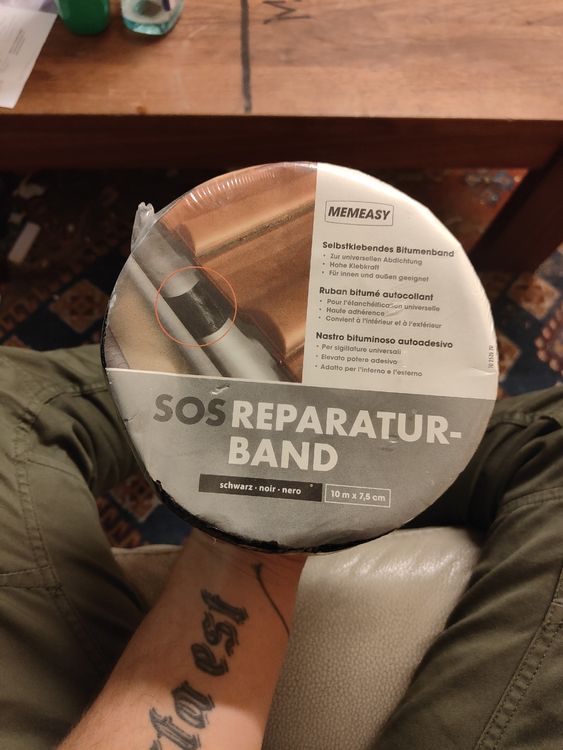 MEMEASY
Selbstklebendes Bitumenband
• Zur universellen Abdichtung
• Hohe Klebkraft
• Für innen und außen geeignet
Ruban bitumé autocollant
• Pour l'étanchéification universelle
• Haute adhérence
• Convient à l'intérieur et à l'extérieur
Nastro bituminoso autoadesivo
• Per sigillature universali
• Elevato potere adesivo
• Adatto per l'interno e l'esterno
SOS REPARATUR-
BAND
schwarz · noir · nero
10 m x 7,5 cm
est